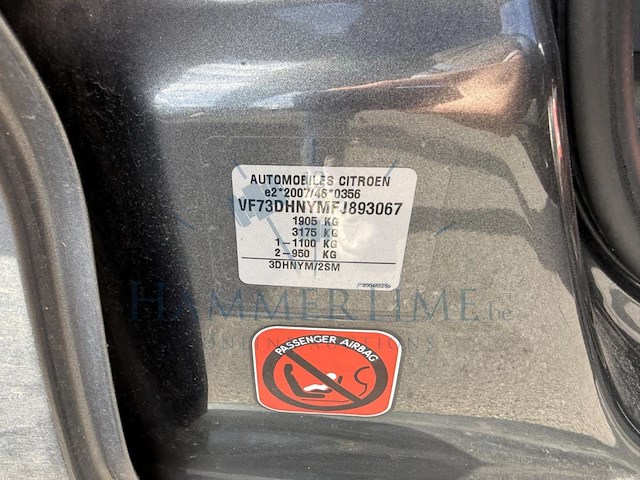 AUTOMOBILES CITROEN
e2*2007/46*0356
VF73DHNYMFJ893067
1905 KG
3175 KG
1-1100 KG
2-950 KG
3DHNYM/2SM
HAMMERTIME.be
PASSENGER AIRBAG